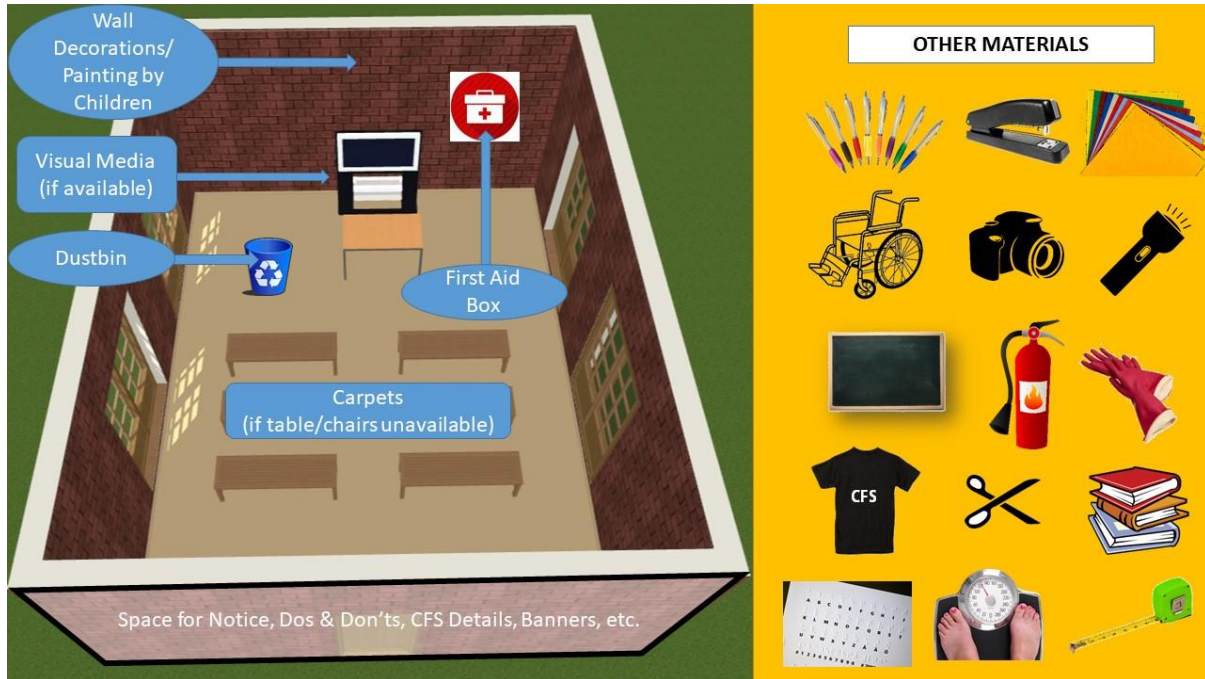 Wall
Decorations/
Painting by
Children
Visual Media
(if available)
Dustbin
First Aid
Box
Carpets
(if table/chairs unavailable)
Space for Notice, Dos & Don'ts, CFS Details, Banners, etc.
OTHER MATERIALS
CFS